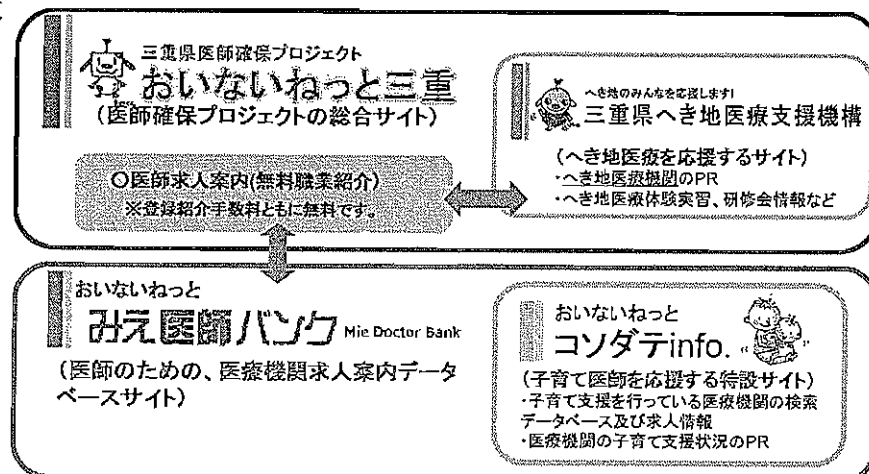 三重県医師確保プロジェクト
おいないねっと三重
(医師確保プロジェクトの総合サイト)
へき地のみんなを応援します!
三重県へき地医療支援機構
(へき地医療を応援するサイト)
・へき地医療機関のPR
・へき地医療体験実習、研修会情報など
〇医師求人案内(無料職業紹介)
※登録紹介手数料ともに無料です。
おいないねっと
みえ医師バンク Mie Doctor Bank
(医師のための、医療機関求人案内データ
ベースサイト)
おいないねっと
コソダテinfo.
(子育て医師を応援する特設サイト)
・子育て支援を行っている医療機関の検索
データベース及び求人情報
・医療機関の子育て支援状況のPR